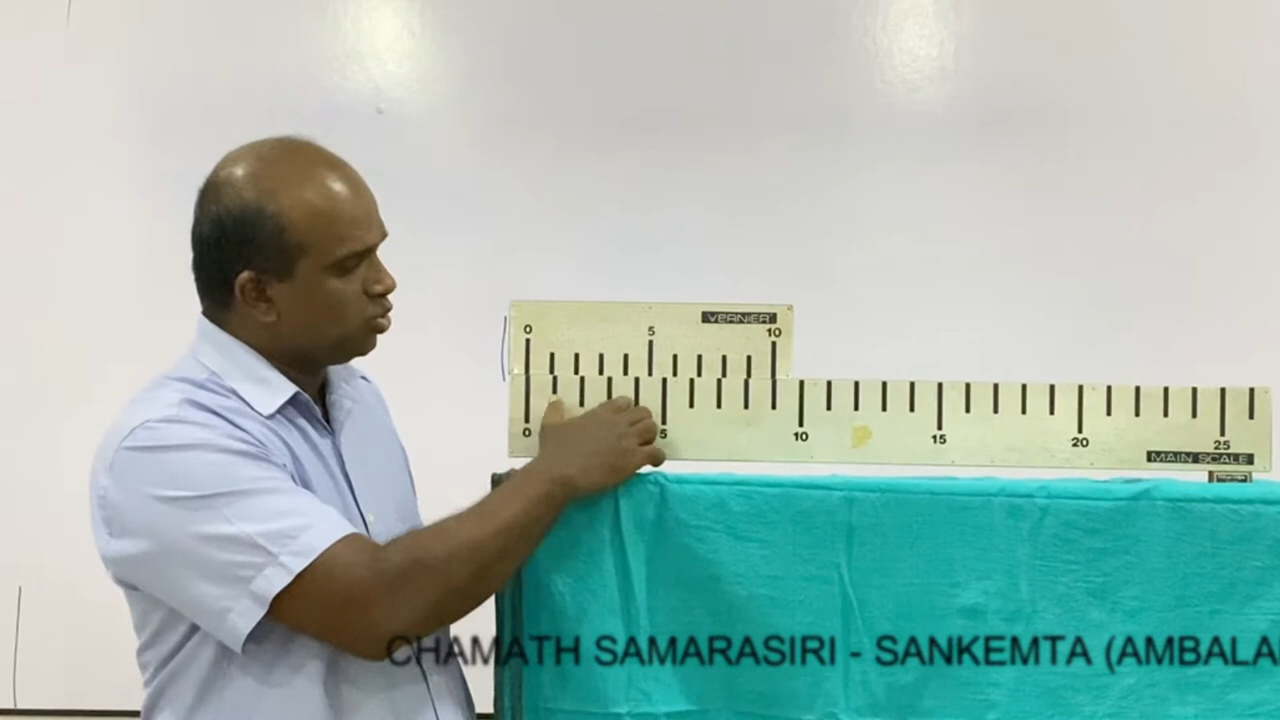 VERNIER
0 5 10
0 5 10 15 20 25
MAIN SCALE
CHAMATH SAMARASIRI - SANKEMTA (AMBALA